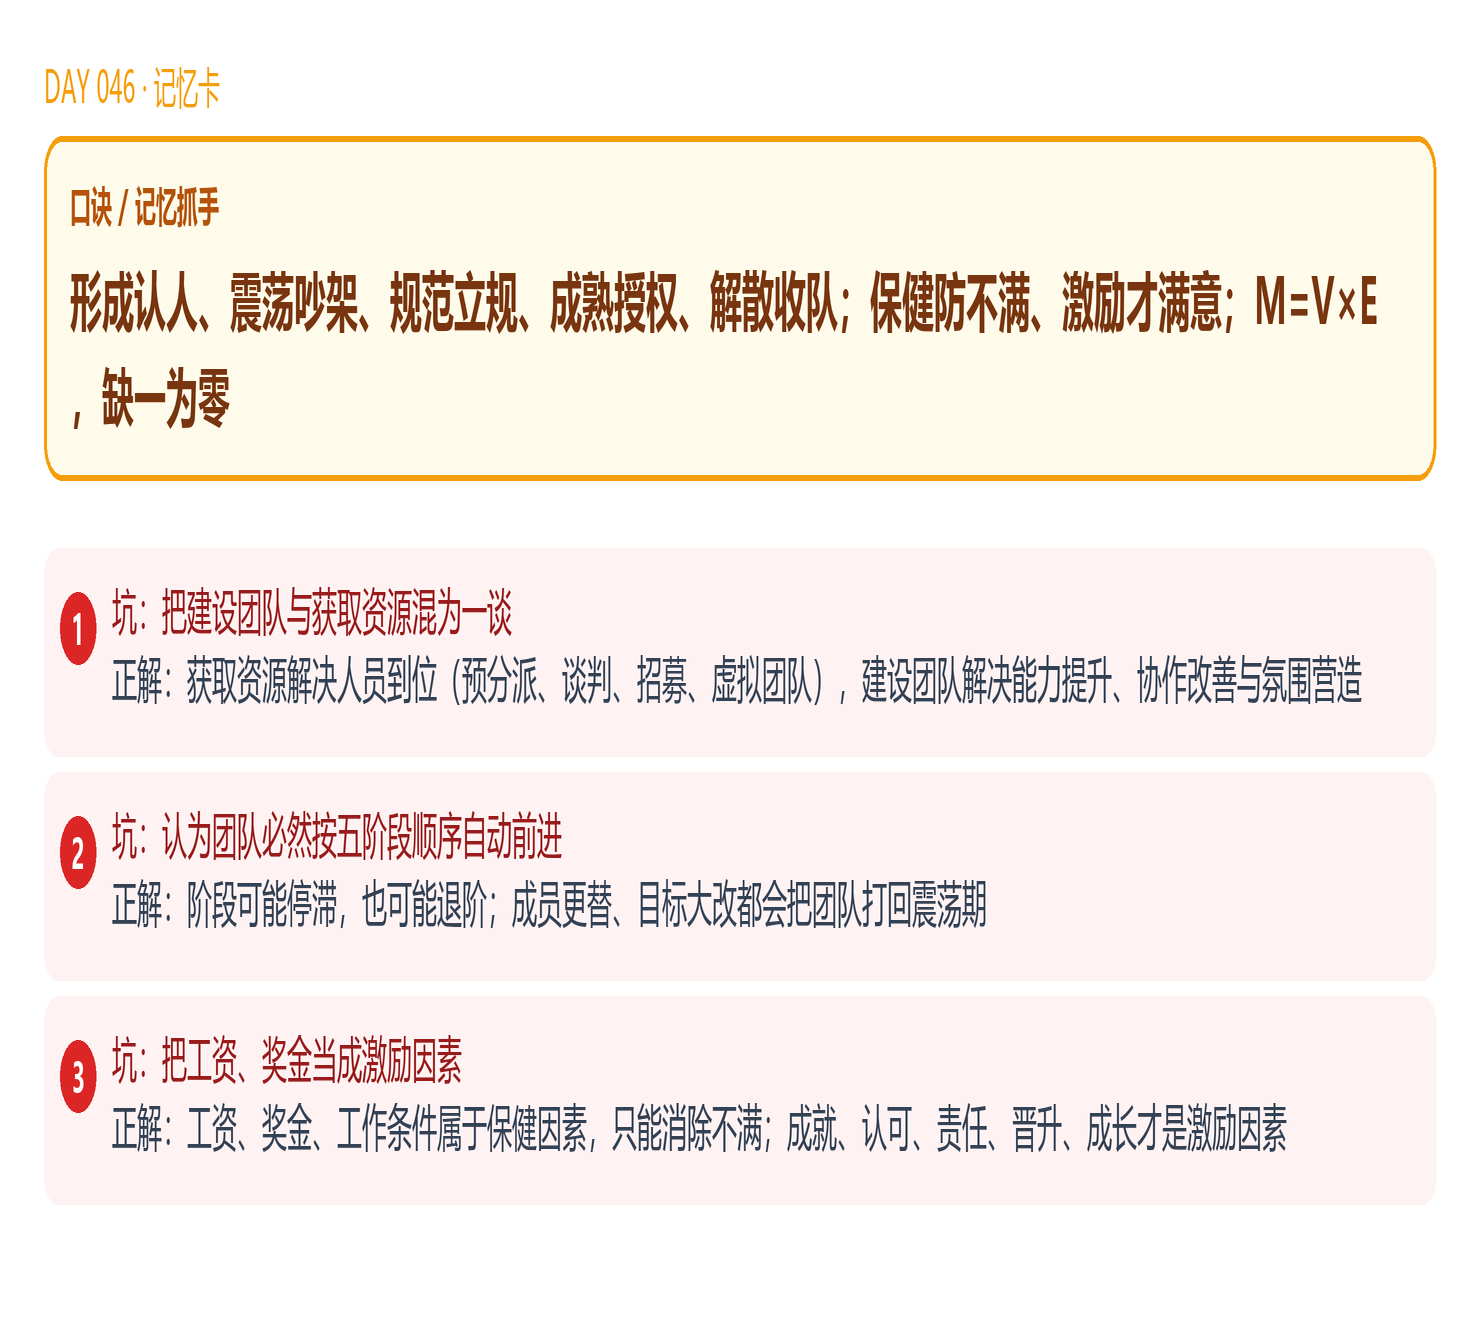 DAY 046 · 记忆卡
口诀 / 记忆抓手
形成认人、震荡吵架、规范立规、成熟授权、解散收队；保健防不满、激励才满意；M=V×E
，缺一为零
1
坑：把建设团队与获取资源混为一谈
正解：获取资源解决人员到位（预分派、谈判、招募、虚拟团队），建设团队解决能力提升、协作改善与氛围营造
2
坑：认为团队必然按五阶段顺序自动前进
正解：阶段可能停滞，也可能退阶；成员更替、目标大改都会把团队打回震荡期
3
坑：把工资、奖金当成激励因素
正解：工资、奖金、工作条件属于保健因素，只能消除不满；成就、认可、责任、晋升、成长才是激励因素